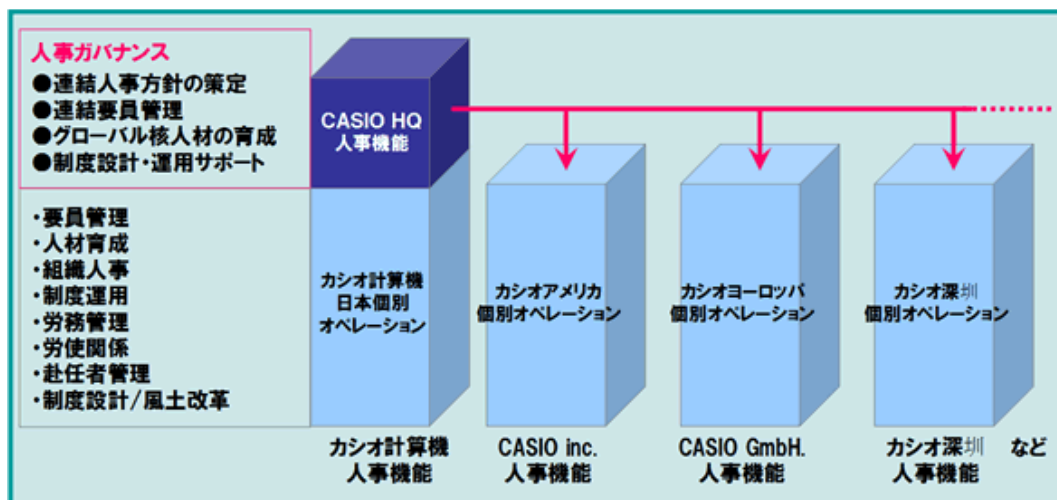 人事ガバナンス
●連結人事方針の策定
●連結要員管理
●グローバル核人材の育成
●制度設計・運用サポート
・要員管理
・人材育成
・組織人事
・制度運用
・労務管理
・労使関係
・赴任者管理
・制度設計/風土改革
CASIO HQ
人事機能
カシオ計算機
日本個別
オペレーション
カシオアメリカ
個別オペレーション
カシオヨーロッパ
個別オペレーション
カシオ深圳
個別オペレーション
カシオ計算機
人事機能
CASIO inc.
人事機能
CASIO GmbH.
人事機能
カシオ深圳 など
人事機能